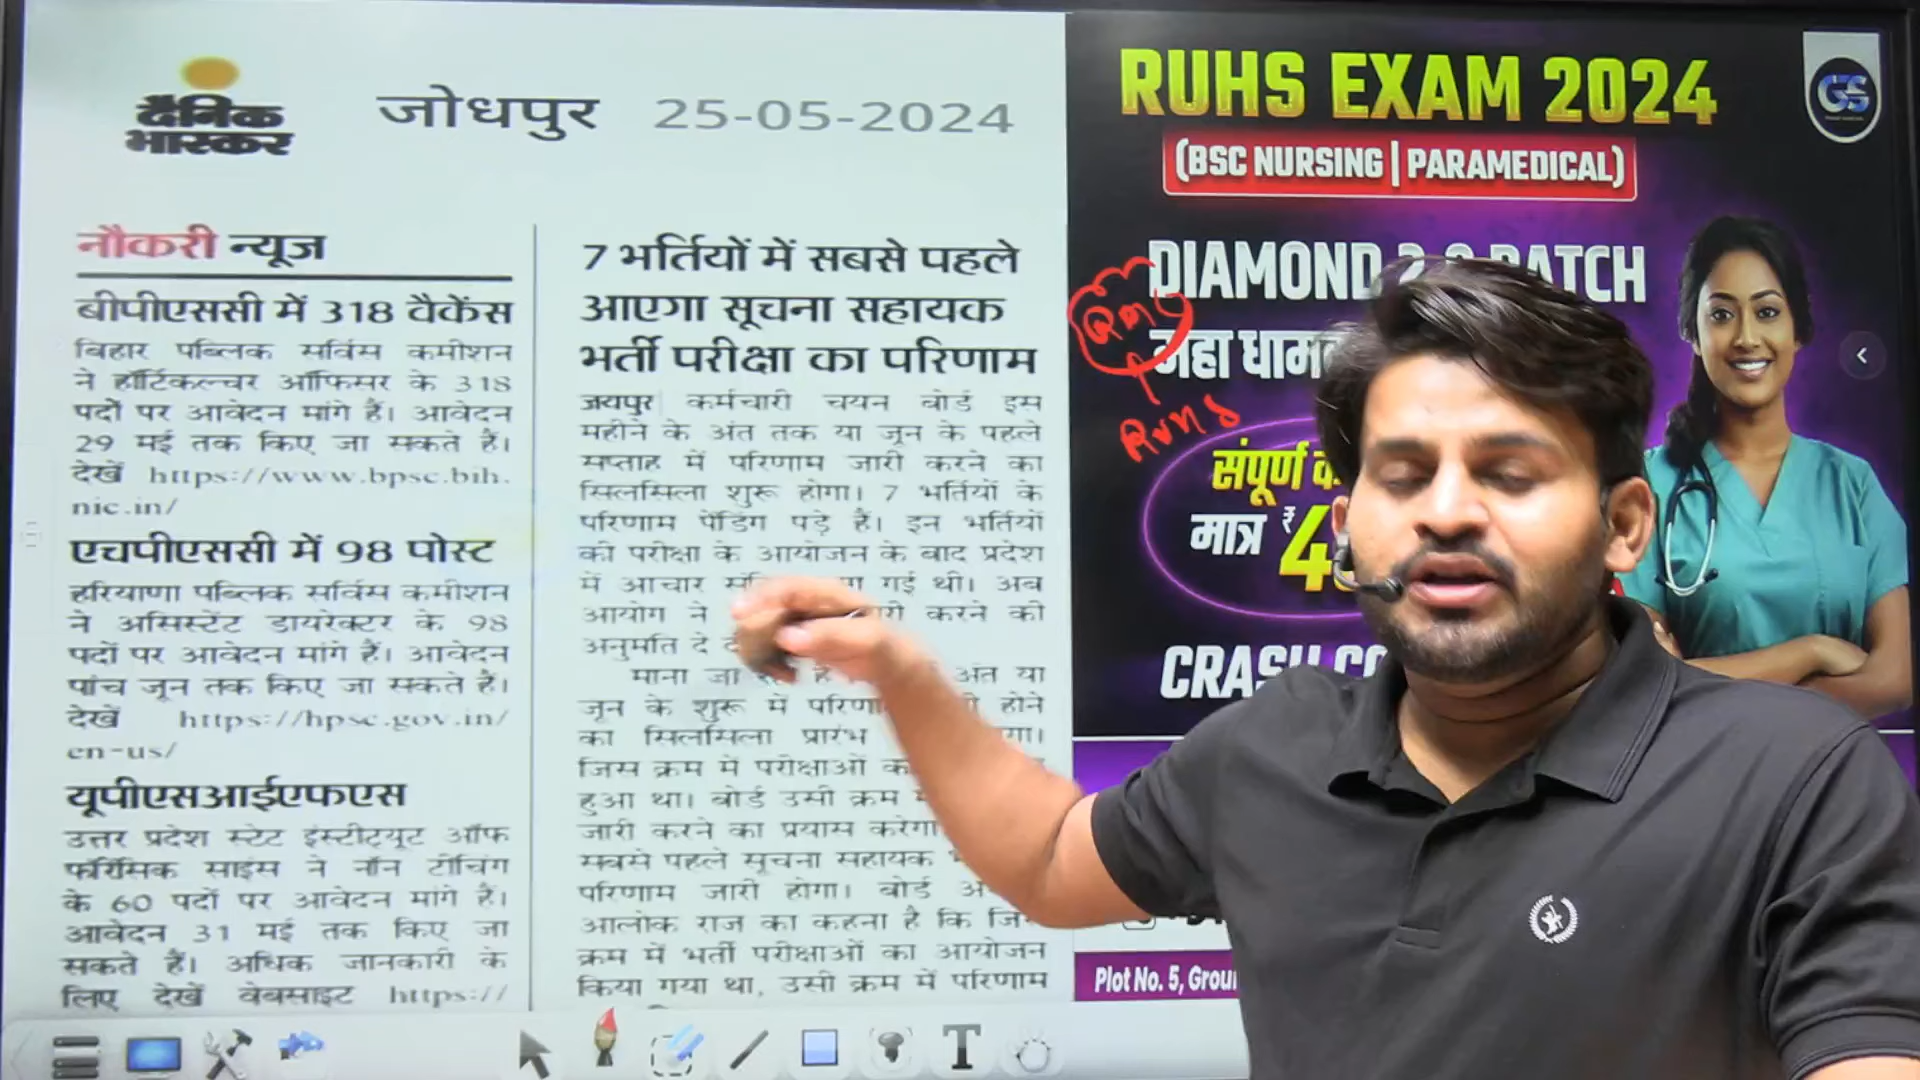 दैनिक
भास्कर
जोधपुर 25-05-2024
नौकरी न्यूज
बीपीएससी में 318 वैकेंस
बिहार पब्लिक सर्विस कमीशन
ने हॉर्टिकल्चर ऑफिसर के 318
पदों पर आवेदन मांगे हैं। आवेदन
29 मई तक किए जा सकते हैं।
देखें https://www.bpsc.bih.
nic.in/
एचपीएससी में 98 पोस्ट
हरियाणा पब्लिक सर्विस कमीशन
ने असिस्टेंट डायरेक्टर के 98
पदों पर आवेदन मांगे हैं। आवेदन
पांच जून तक किए जा सकते हैं।
देखें https://hpsc.gov.in/
en-us/
यूपीएसआईएफएस
उत्तर प्रदेश स्टेट इंस्टीट्यूट ऑफ
फॉरेंसिक साइंस ने नॉन टीचिंग
के 60 पदों पर आवेदन मांगे हैं।
आवेदन 31 मई तक किए जा
सकते हैं। अधिक जानकारी के
लिए देखें वेबसाइट https://
7 भर्तियों में सबसे पहले
आएगा सूचना सहायक
भर्ती परीक्षा का परिणाम
जयपुर कर्मचारी चयन बोर्ड इस
महीने के अंत तक या जून के पहले
सप्ताह में परिणाम जारी करने का
सिलसिला शुरू होगा। 7 भर्तियों के
परिणाम पेंडिंग पड़े हैं। इन भर्तियों
की परीक्षा के आयोजन के बाद प्रदेश
में आचार गई थी। अब
आयोग ने करने की
अनुमति दे
माना जा अंत या
जून के शुरू में होने
का सिलसिला प्रारंभ
जिस क्रम में परीक्षाओं
हुआ था। बोर्ड उसी क्रम
जारी करने का प्रयास करेगा
सबसे पहले सूचना सहायक
परिणाम जारी होगा। बोर्ड
आलोक राज का कहना है कि
क्रम में भर्ती परीक्षाओं का आयोजन
किया गया था, उसी क्रम में परिणाम
RUHS EXAM 2024
(BSC NURSING | PARAMEDICAL)
DIAMOND BATCH
महा
RUHS
संपूर्ण
मात्र ₹4
Plot No. 5,
T